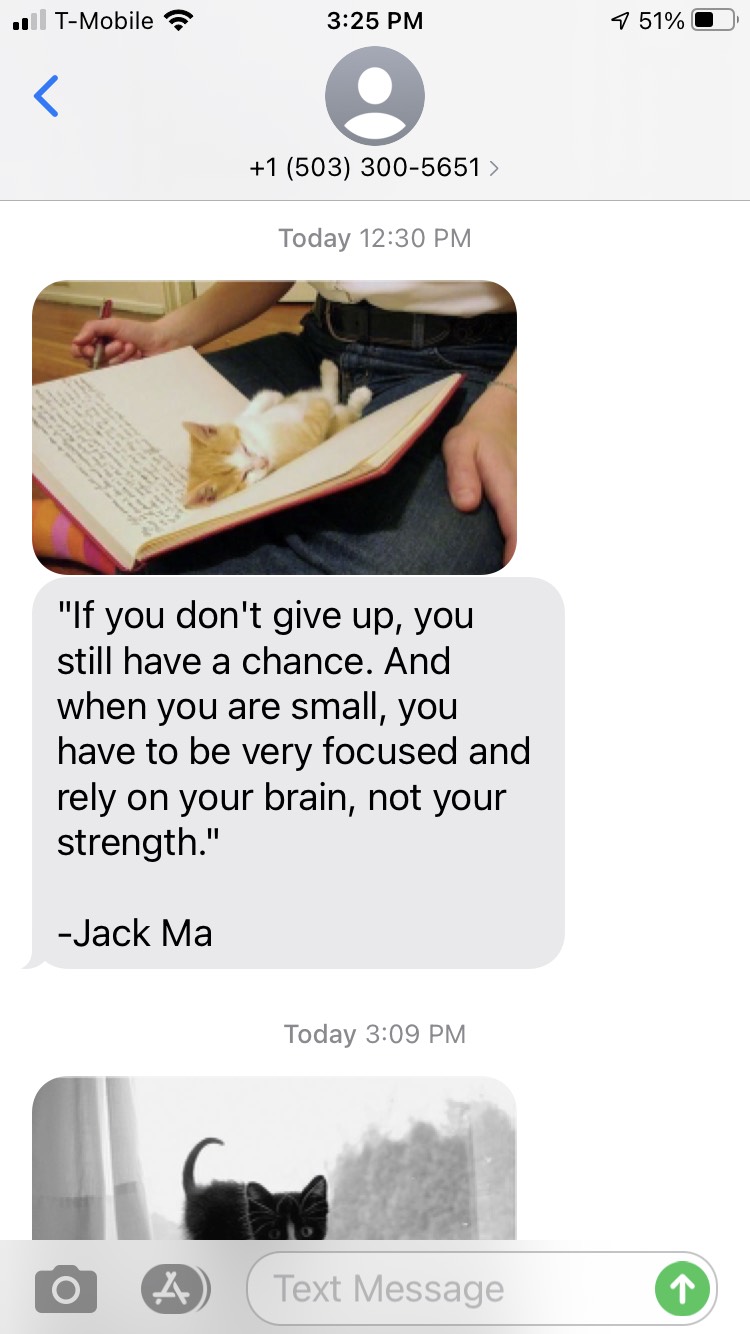 T-Mobile 3:25 PM 51%
+1 (503) 300-5651
Today 12:30 PM
"If you don't give up, you
still have a chance. And
when you are small, you
have to be very focused and
rely on your brain, not your
strength."
-Jack Ma
Today 3:09 PM
Text Message